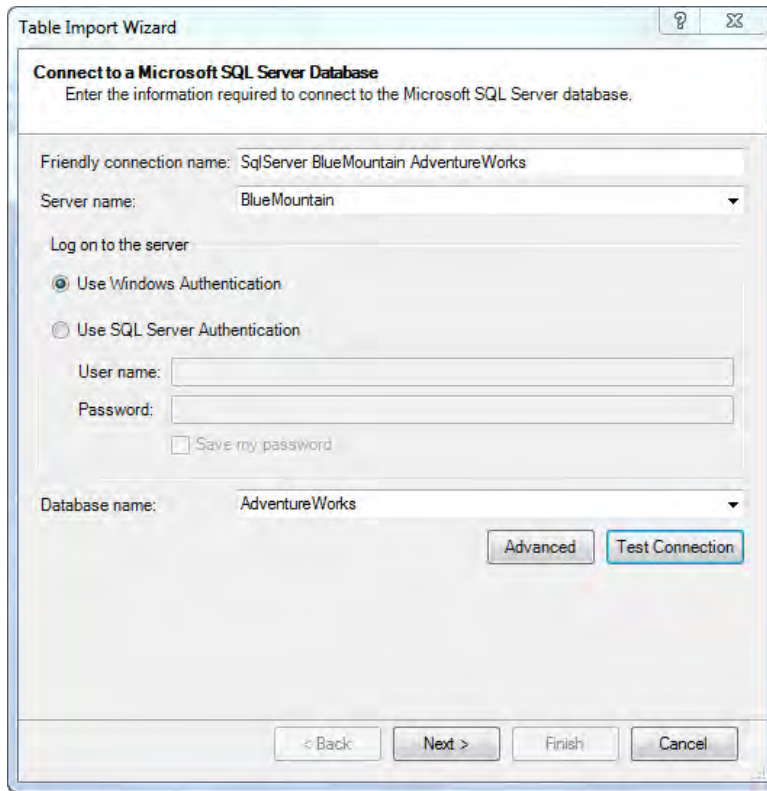 Table Import Wizard
?
Connect to a Microsoft SQL Server Database
Enter the information required to connect to the Microsoft SQL Server database.
Friendly connection name: SqlServer BlueMountain AdventureWorks
Server name: BlueMountain
Log on to the server
Use Windows Authentication
Use SQL Server Authentication
User name:
Password:
Save my password
Database name: AdventureWorks
Advanced Test Connection
< Back Next > Finish Cancel